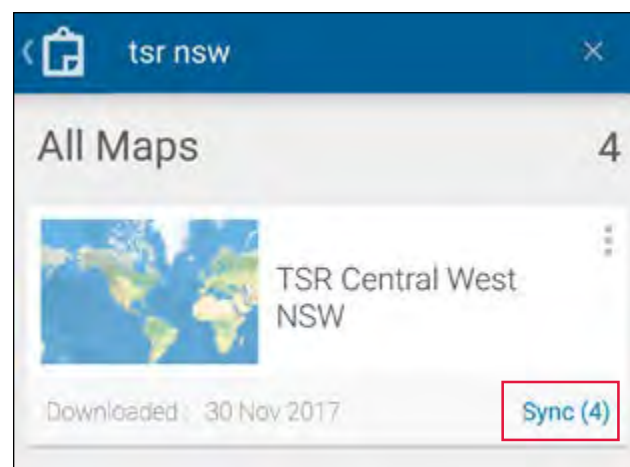 tsr nsw
All Maps 4
TSR Central West
NSW
Downloaded : 30 Nov 2017 Sync (4)